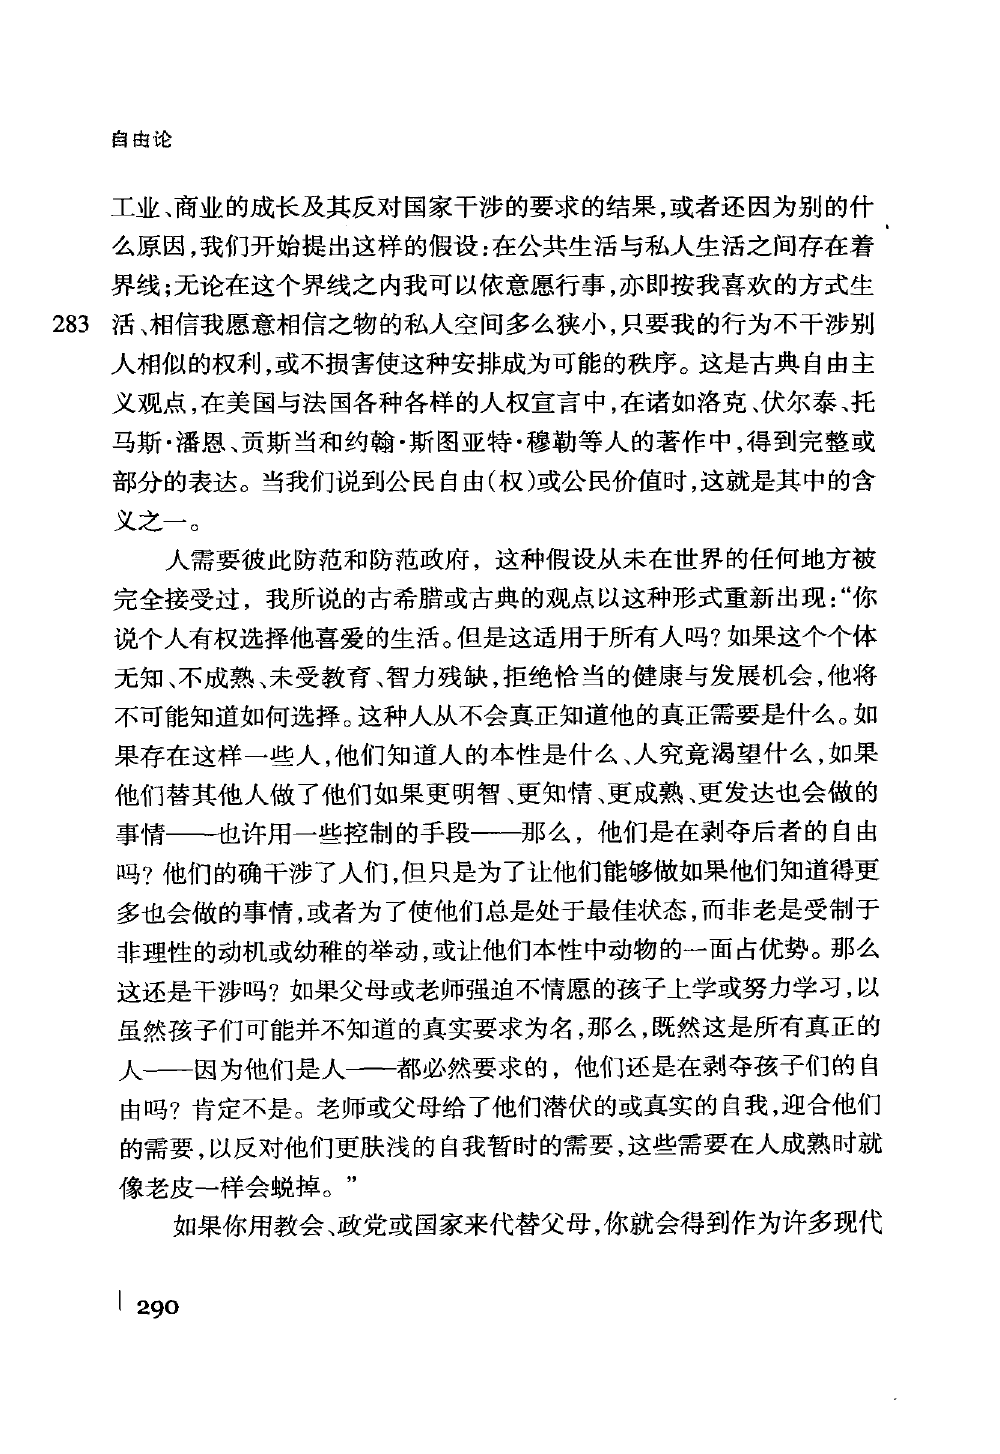 自由论
工业、商业的成长及其反对国家干涉的要求的结果,或者还因为别的什
么原因,我们开始提出这样的假设:在公共生活与私人生活之间存在着
界线;无论在这个界线之内我可以依意愿行事,亦即按我喜欢的方式生
283 活、相信我愿意相信之物的私人空间多么狭小,只要我的行为不干涉别
人相似的权利,或不损害使这种安排成为可能的秩序。这是古典自由主
义观点,在美国与法国各种各样的人权宣言中,在诸如洛克、伏尔泰、托
马斯·潘恩、贡斯当和约翰·斯图亚特·穆勒等人的著作中,得到完整或
部分的表达。当我们说到公民自由(权)或公民价值时,这就是其中的含
义之一。
人需要彼此防范和防范政府，这种假设从未在世界的任何地方被
完全接受过，我所说的古希腊或古典的观点以这种形式重新出现:“你
说个人有权选择他喜爱的生活。但是这适用于所有人吗?如果这个个体
无知、不成熟、未受教育、智力残缺,拒绝恰当的健康与发展机会,他将
不可能知道如何选择。这种人从不会真正知道他的真正需要是什么。如
果存在这样一些人,他们知道人的本性是什么、人究竟渴望什么,如果
他们替其他人做了他们如果更明智、更知情、更成熟、更发达也会做的
事情——也许用一些控制的手段——那么，他们是在剥夺后者的自由
吗?他们的确干涉了人们,但只是为了让他们能够做如果他们知道得更
多也会做的事情,或者为了使他们总是处于最佳状态,而非老是受制于
非理性的动机或幼稚的举动,或让他们本性中动物的一面占优势。那么
这还是干涉吗?如果父母或老师强迫不情愿的孩子上学或努力学习,以
虽然孩子们可能并不知道的真实要求为名,那么,既然这是所有真正的
人——因为他们是人——都必然要求的，他们还是在剥夺孩子们的自
由吗?肯定不是。老师或父母给了他们潜伏的或真实的自我,迎合他们
的需要,以反对他们更肤浅的自我暂时的需要,这些需要在人成熟时就
像老皮一样会蜕掉。”
如果你用教会、政党或国家来代替父母,你就会得到作为许多现代
290